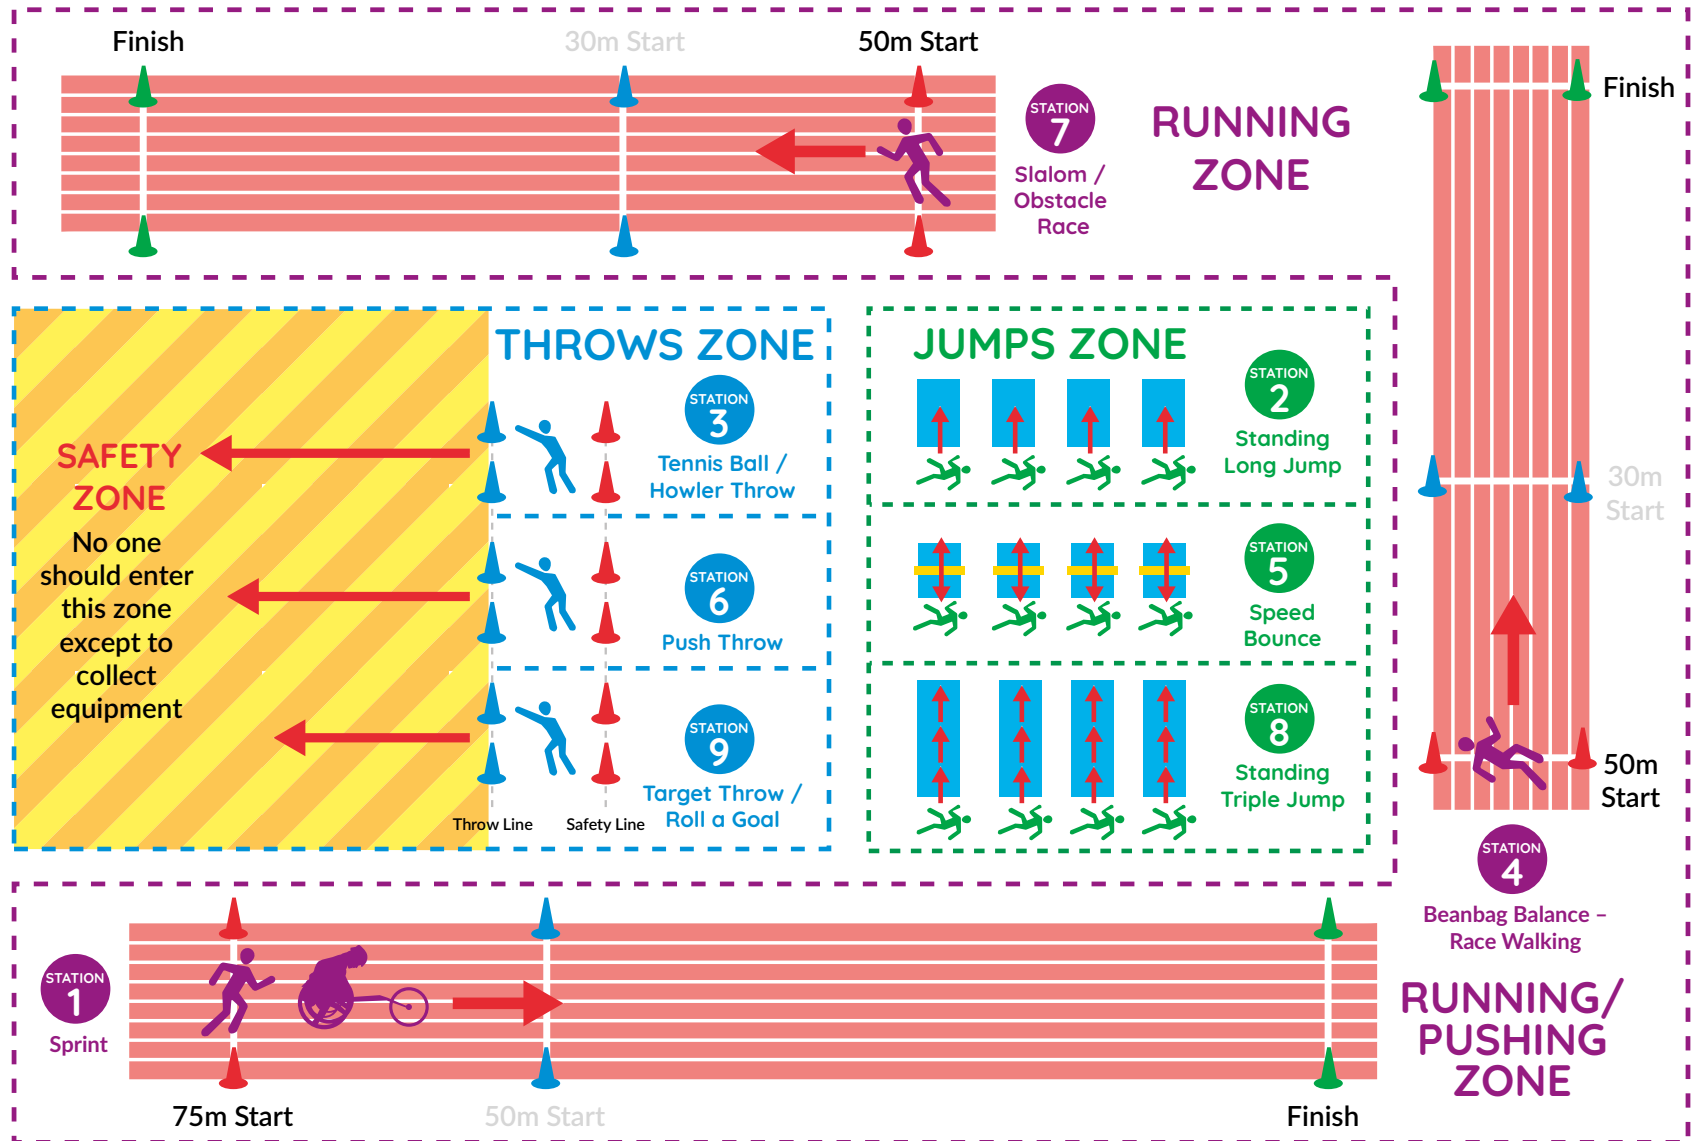 Finish
30m Start
50m Start
STATION
7
Slalom /
Obstacle
Race
RUNNING
ZONE
Finish
30m
Start
50m
Start
STATION
4
Beanbag Balance –
Race Walking
THROWS ZONE
SAFETY
ZONE
No one
should enter
this zone
except to
collect
equipment
STATION
3
Tennis Ball /
Howler Throw
STATION
6
Push Throw
STATION
9
Target Throw /
Roll a Goal
Throw Line
Safety Line
JUMPS ZONE
STATION
2
Standing
Long Jump
STATION
5
Speed
Bounce
STATION
8
Standing
Triple Jump
STATION
1
Sprint
75m Start
50m Start
Finish
RUNNING/
PUSHING
ZONE